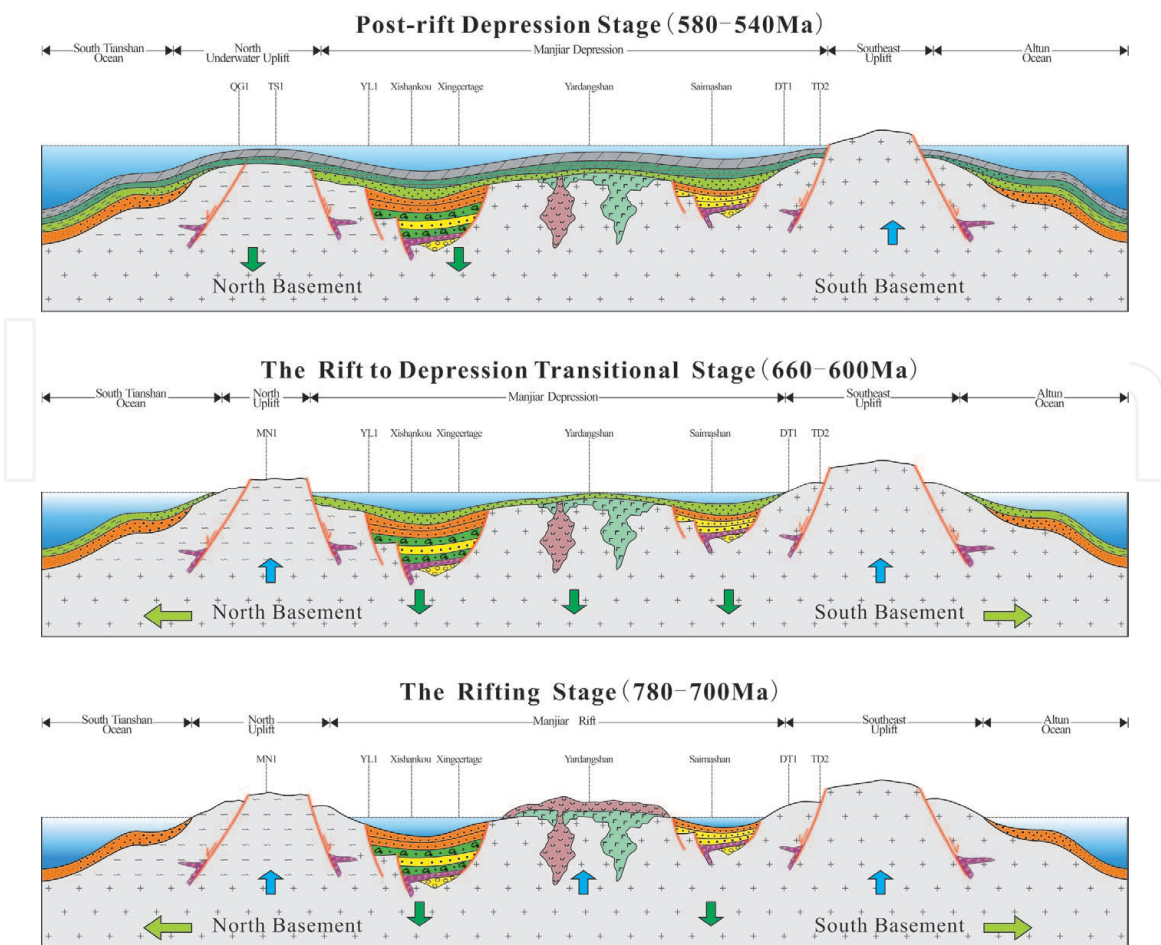 Post-rift Depression Stage (580-540Ma)
South Tianshan
Ocean
North
Underwater Uplift
Manjiar Depression
Southeast
Uplift
Altun
Ocean
QG1 TS1 YL1 Xishankou Xingeertage Yardangshan Saimashan DT1 TD2
North Basement South Basement
The Rift to Depression Transitional Stage (660-600Ma)
South Tianshan
Ocean
North
Uplift
Manjiar Depression
Southeast
Uplift
Altun
Ocean
MN1 YL1 Xishankou Xingeertage Yardangshan Saimashan DT1 TD2
North Basement South Basement
The Rifting Stage (780-700Ma)
South Tianshan
Ocean
North
Uplift
Manjiar Rift
Southeast
Uplift
Altun
Ocean
MN1 YL1 Xishankou Xingeertage Yardangshan Saimashan DT1 TD2
North Basement South Basement